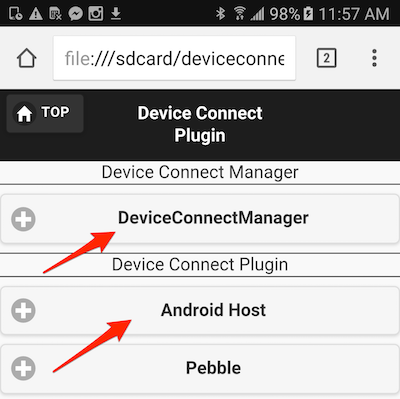 98% 11:57 AM
file:///sdcard/deviceconne
2
TOP
Device Connect
Plugin
Device Connect Manager
DeviceConnectManager
Device Connect Plugin
Android Host
Pebble